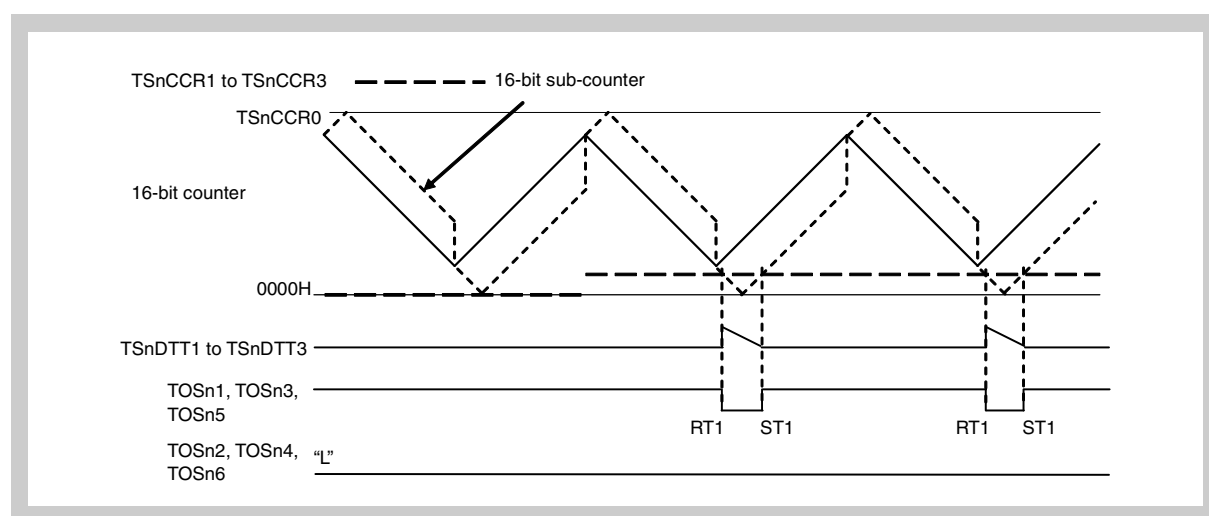 TSnCCR1 to TSnCCR3
16-bit sub-counter
TSnCCR0
16-bit counter
0000H
TSnDTT1 to TSnDTT3
TOSn1, TOSn3,
TOSn5
RT1 ST1 RT1 ST1
TOSn2, TOSn4, “L”
TOSn6